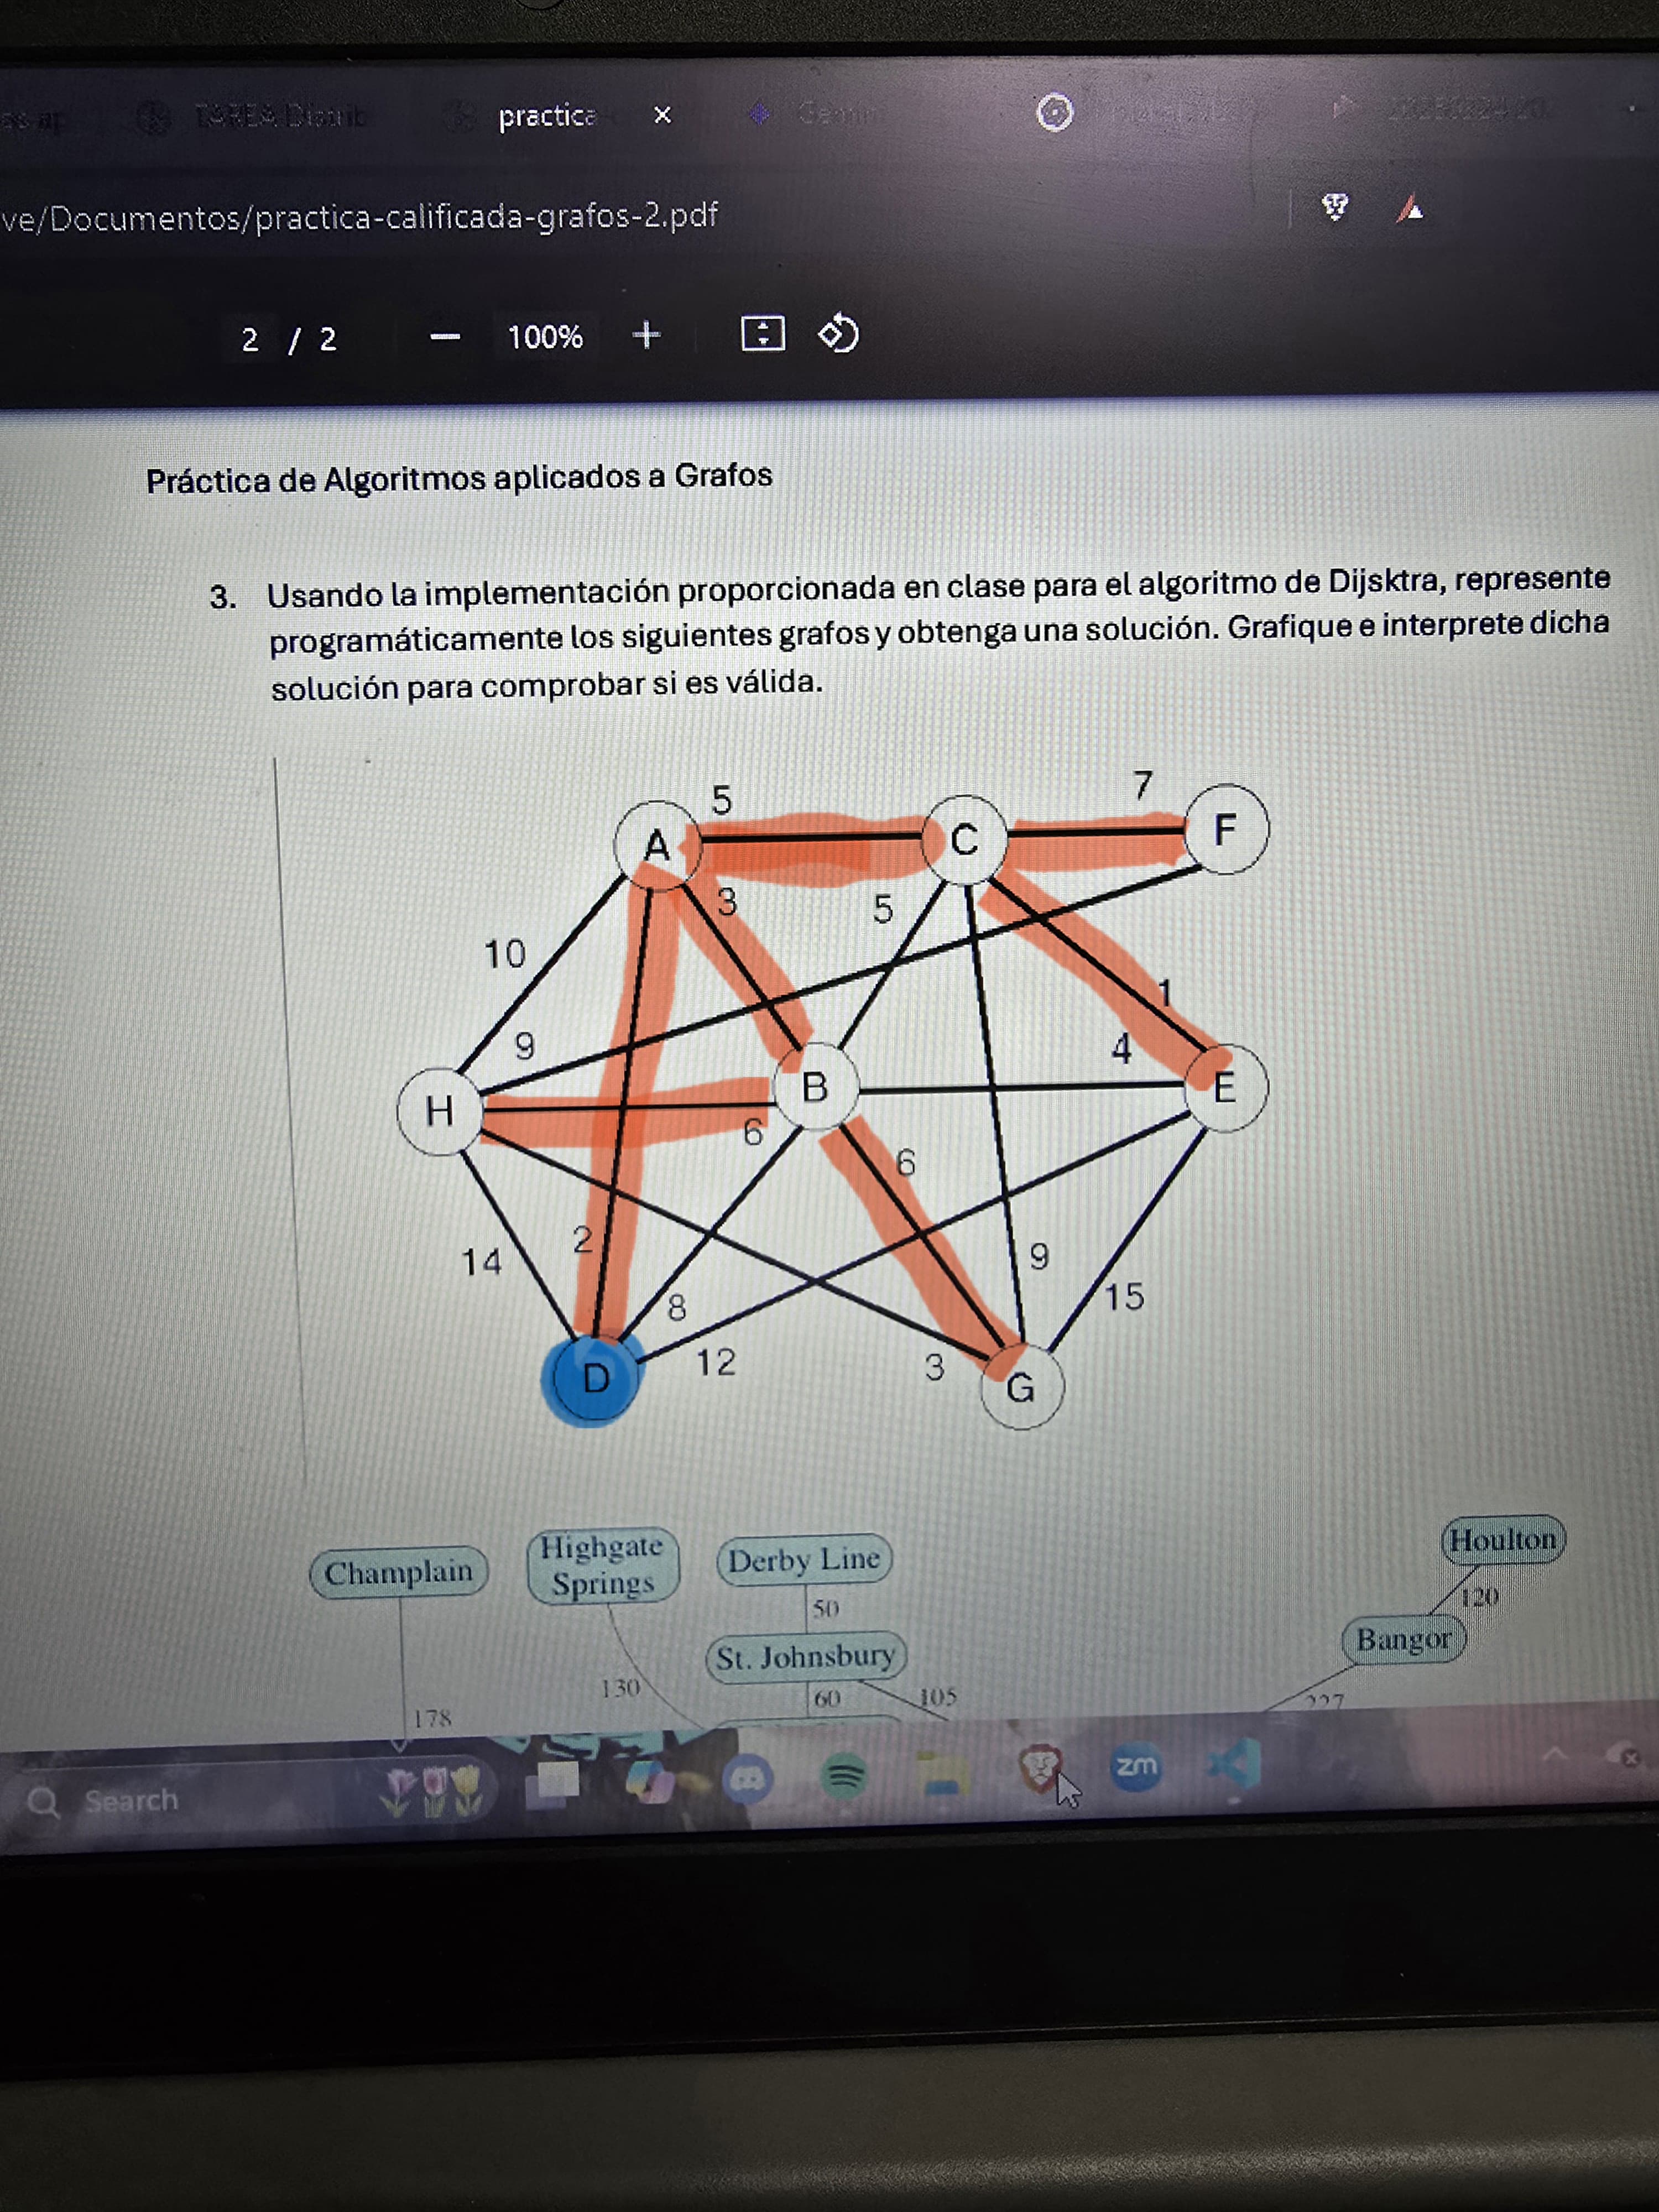 practica
ve/Documentos/practica-calificada-grafos-2.pdf
2 / 2
100%
Práctica de Algoritmos aplicados a Grafos
3. Usando la implementación proporcionada en clase para el algoritmo de Dijsktra, represente
programáticamente los siguientes grafos y obtenga una solución. Grafique e interprete dicha
solución para comprobar si es válida.
5
7
A
C
F
3
5
10
1
9
4
H
B
E
6
6
2
14
9
8
15
12
3
D
G
Champlain
Highgate
Springs
Derby Line
Houlton
50
120
St. Johnsbury
Bangor
130
60
105
227
178
Search
zm